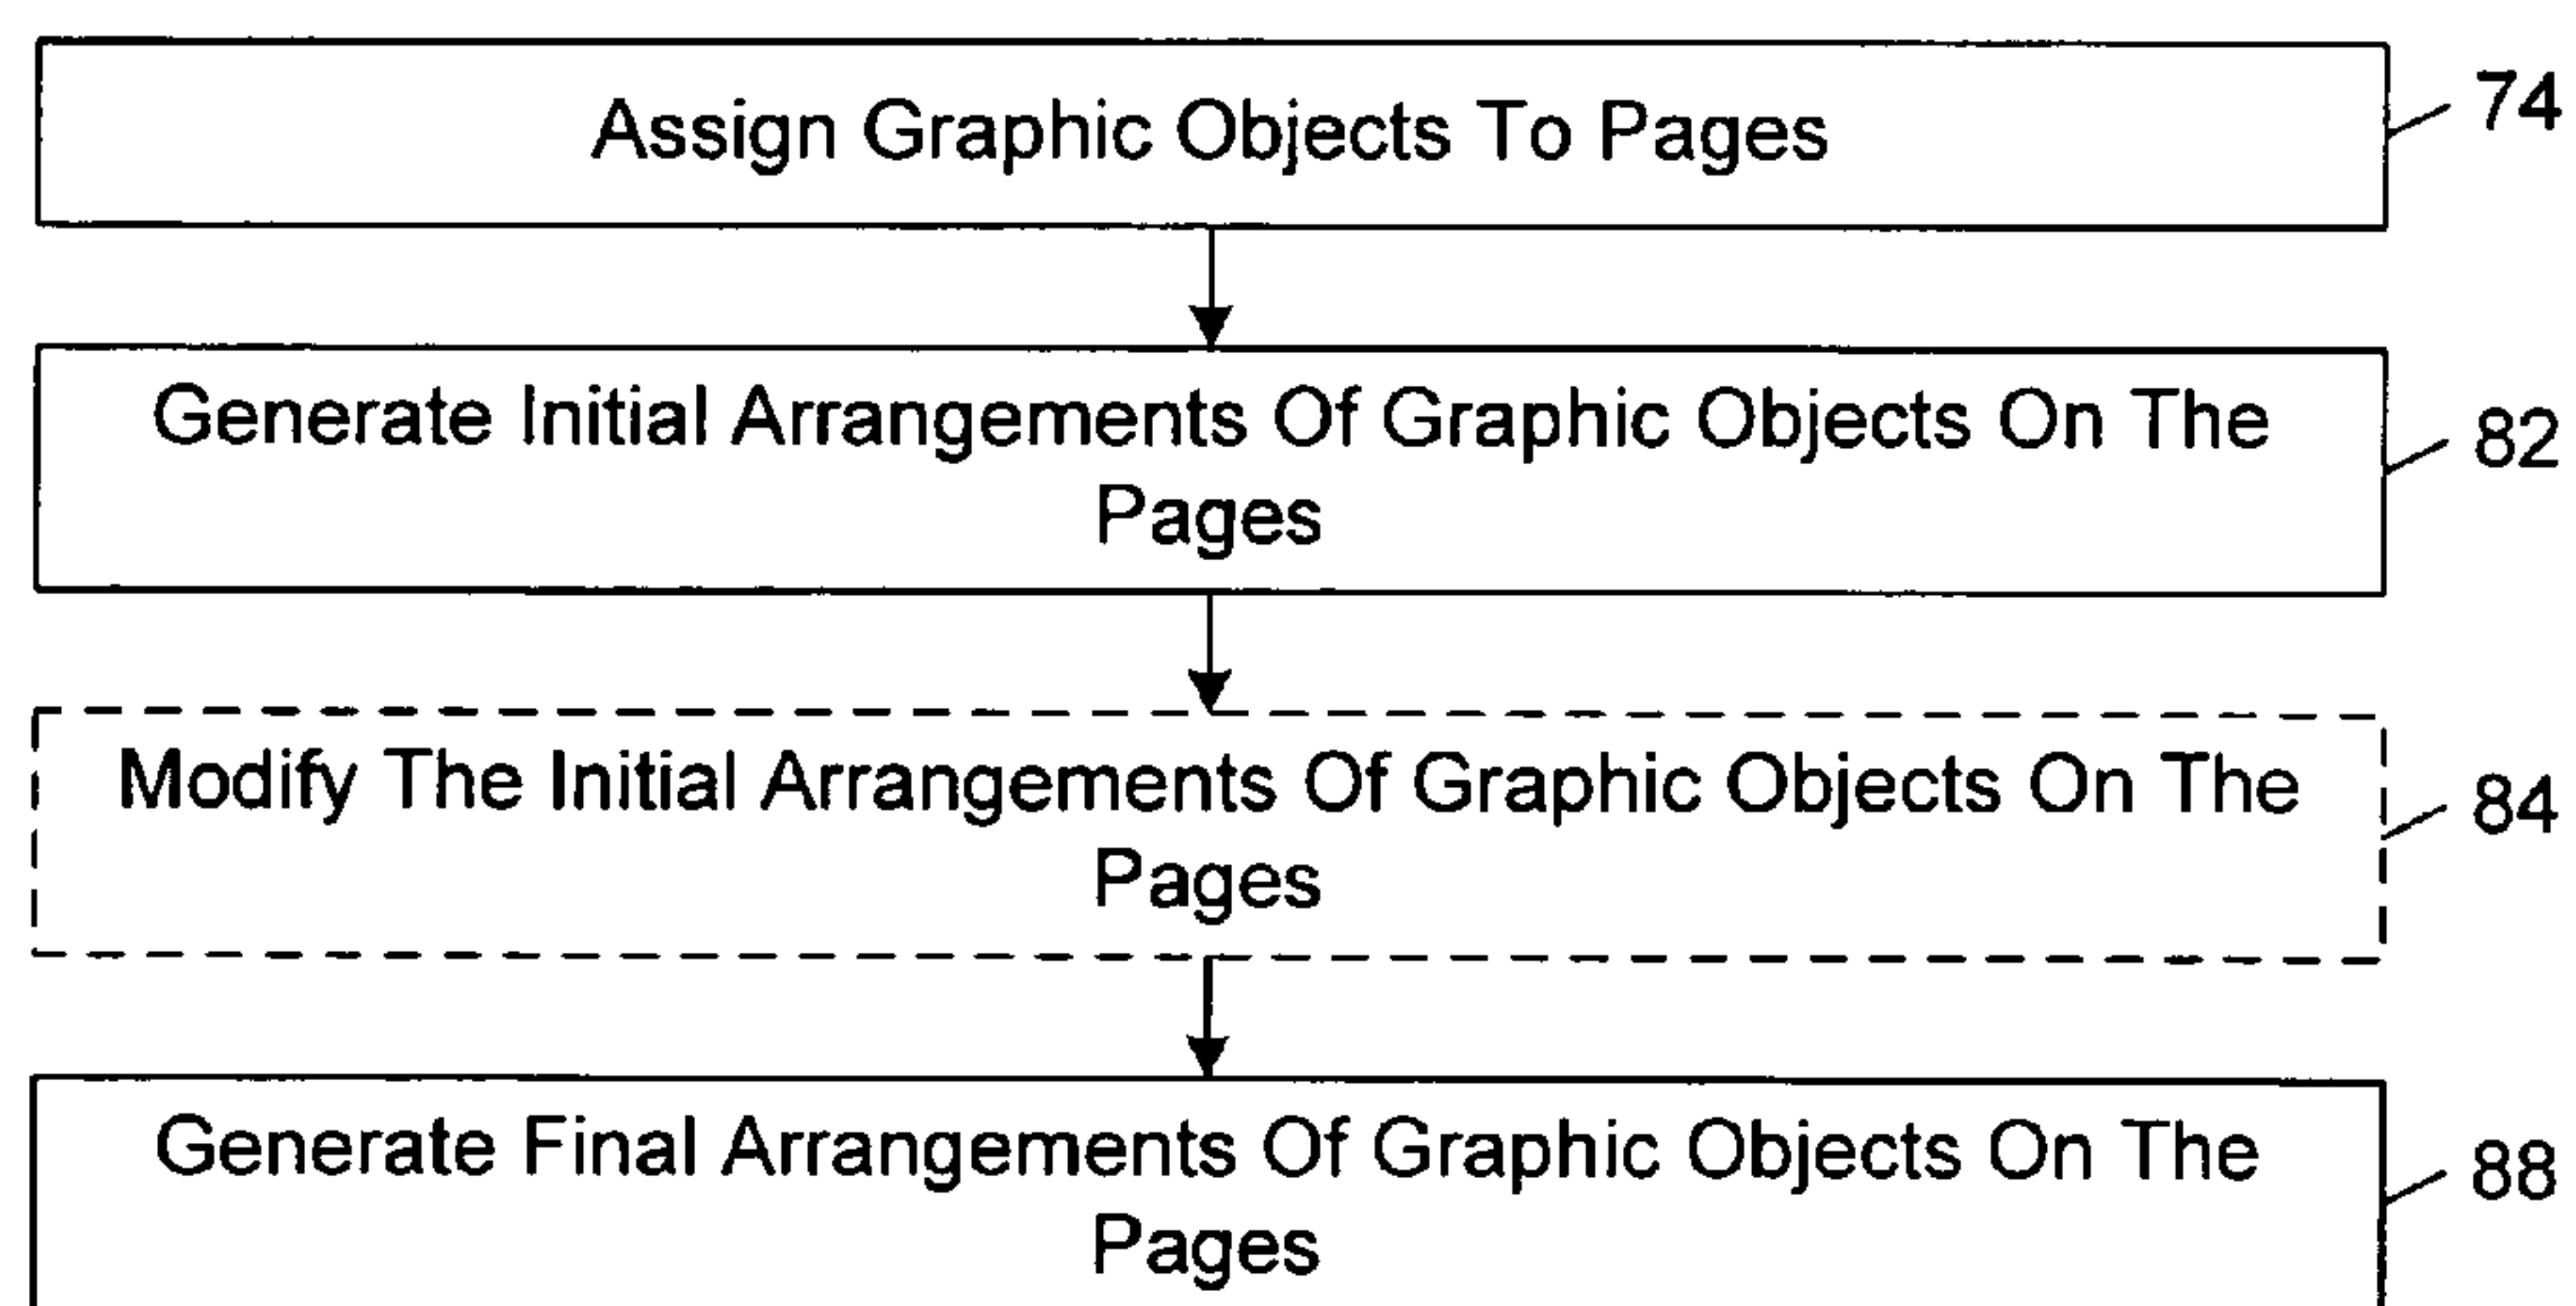 Assign Graphic Objects To Pages
74
Generate Initial Arrangements Of Graphic Objects On The
Pages
82
Modify The Initial Arrangements Of Graphic Objects On The
Pages
84
Generate Final Arrangements Of Graphic Objects On The
Pages
88